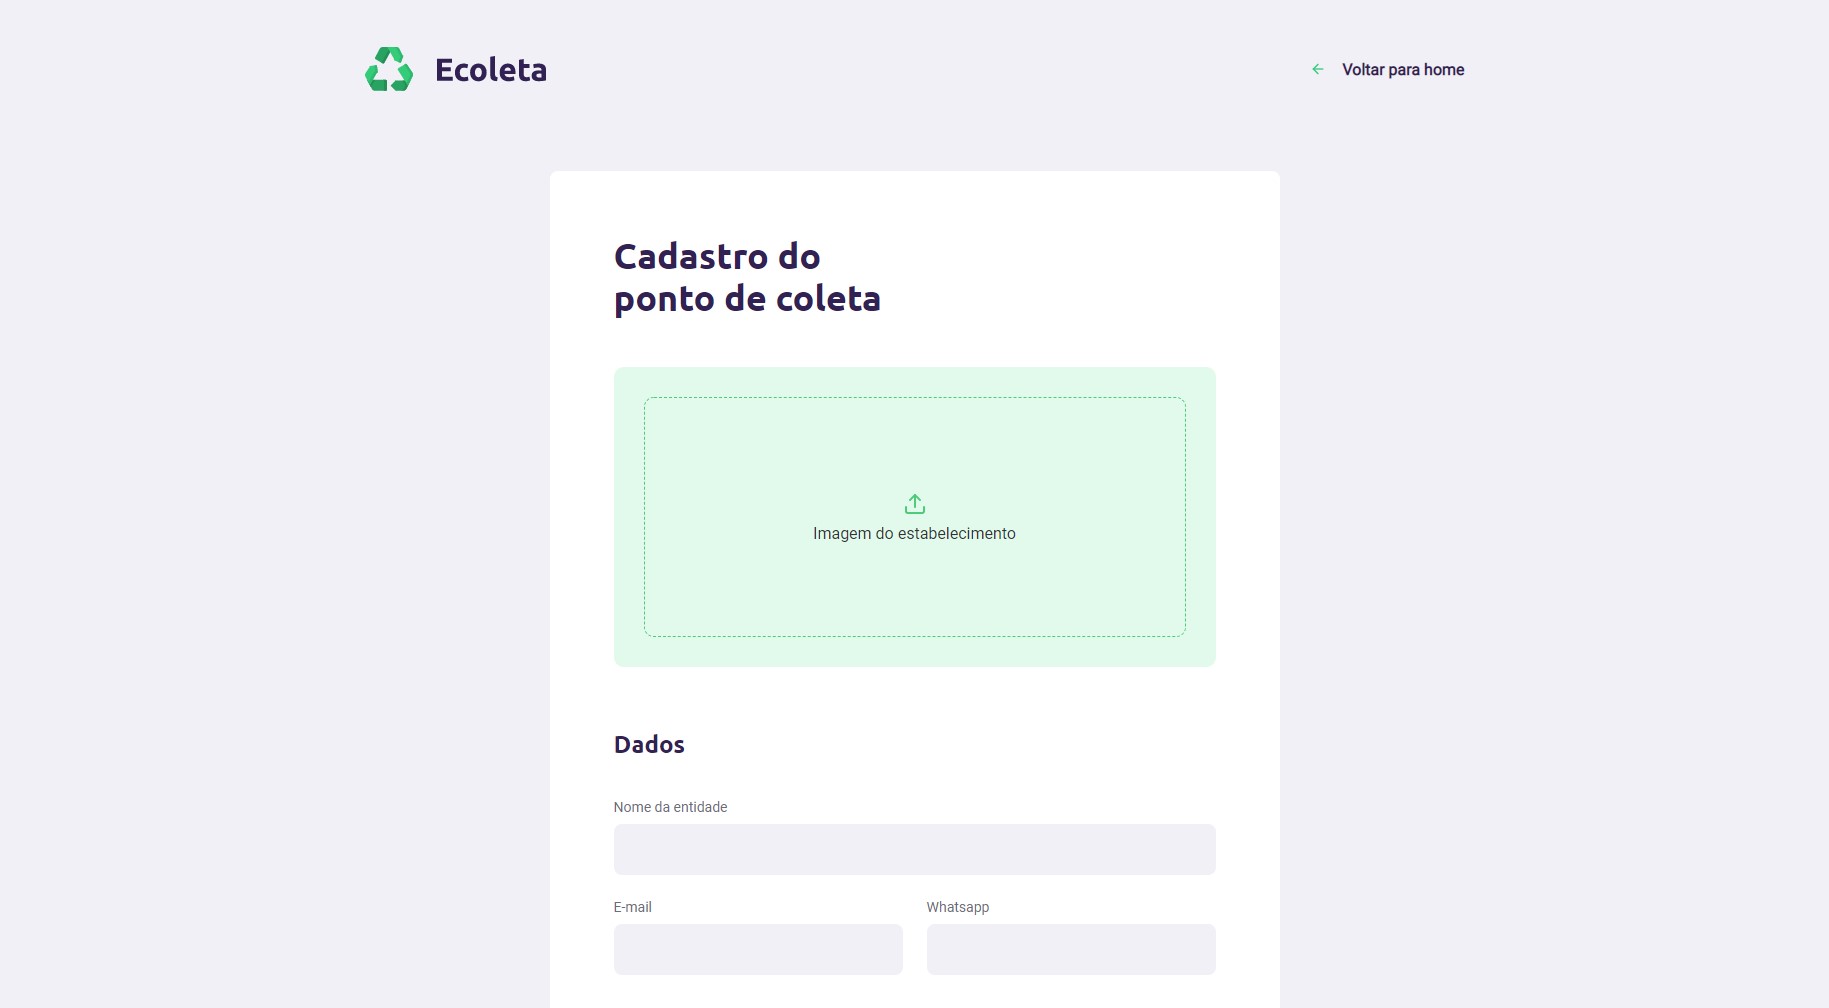 Ecoleta
Voltar para home
Cadastro do
ponto de coleta
Imagem do estabelecimento
Dados
Nome da entidade
E-mail
Whatsapp